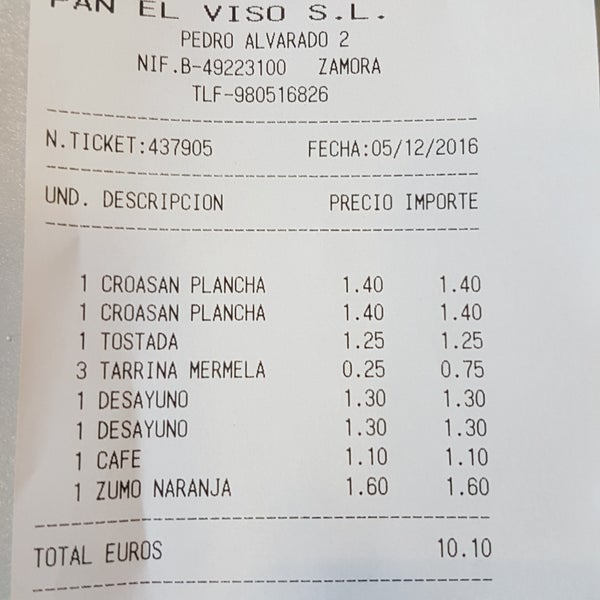 PAN EL VISO S.L.
PEDRO ALVARADO 2
NIF.B-49223100 ZAMORA
TLF-980516826
N.TICKET:437905 FECHA:05/12/2016
UND. DESCRIPCION PRECIO IMPORTE
1 CROASAN PLANCHA 1.40 1.40
1 CROASAN PLANCHA 1.40 1.40
1 TOSTADA 1.25 1.25
3 TARRINA MERMELA 0.25 0.75
1 DESAYUNO 1.30 1.30
1 DESAYUNO 1.30 1.30
1 CAFE 1.10 1.10
1 ZUMO NARANJA 1.60 1.60
TOTAL EUROS 10.10